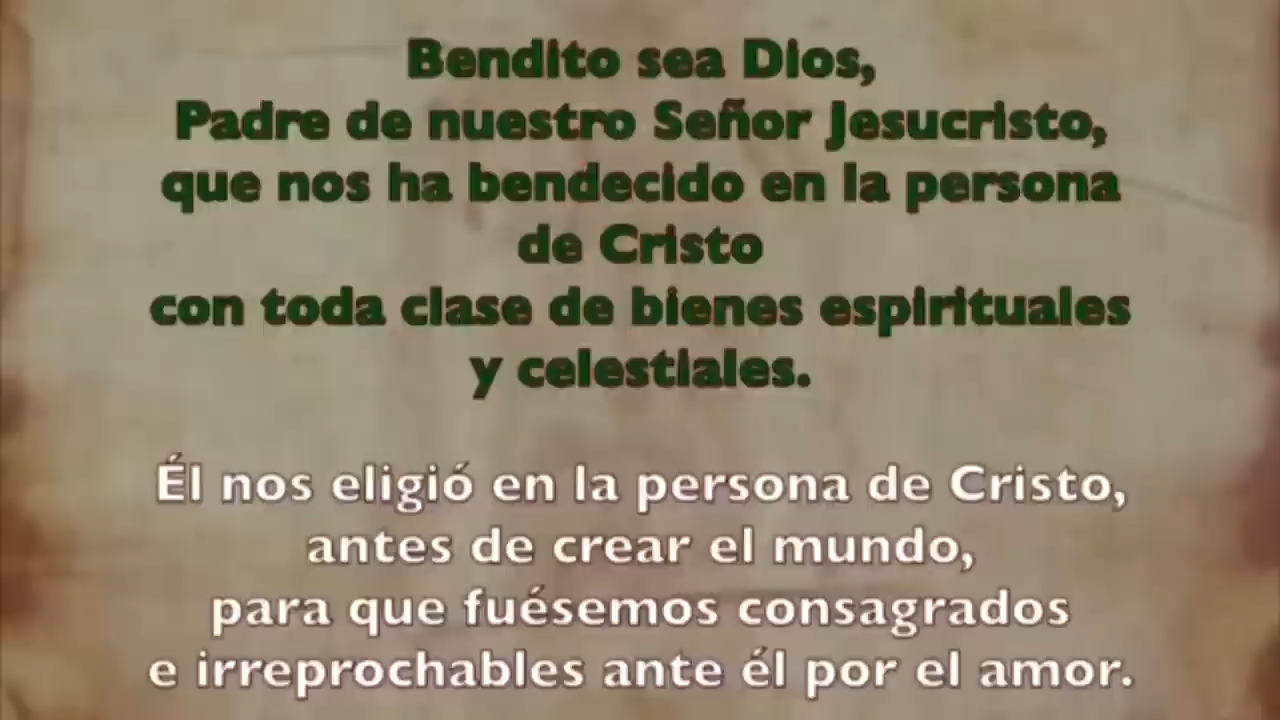 Bendito sea Dios,
Padre de nuestro Señor Jesucristo,
que nos ha bendecido en la persona
de Cristo
con toda clase de bienes espirituales
y celestiales.
Él nos eligió en la persona de Cristo,
antes de crear el mundo,
para que fuésemos consagrados
e irreprochables ante él por el amor.